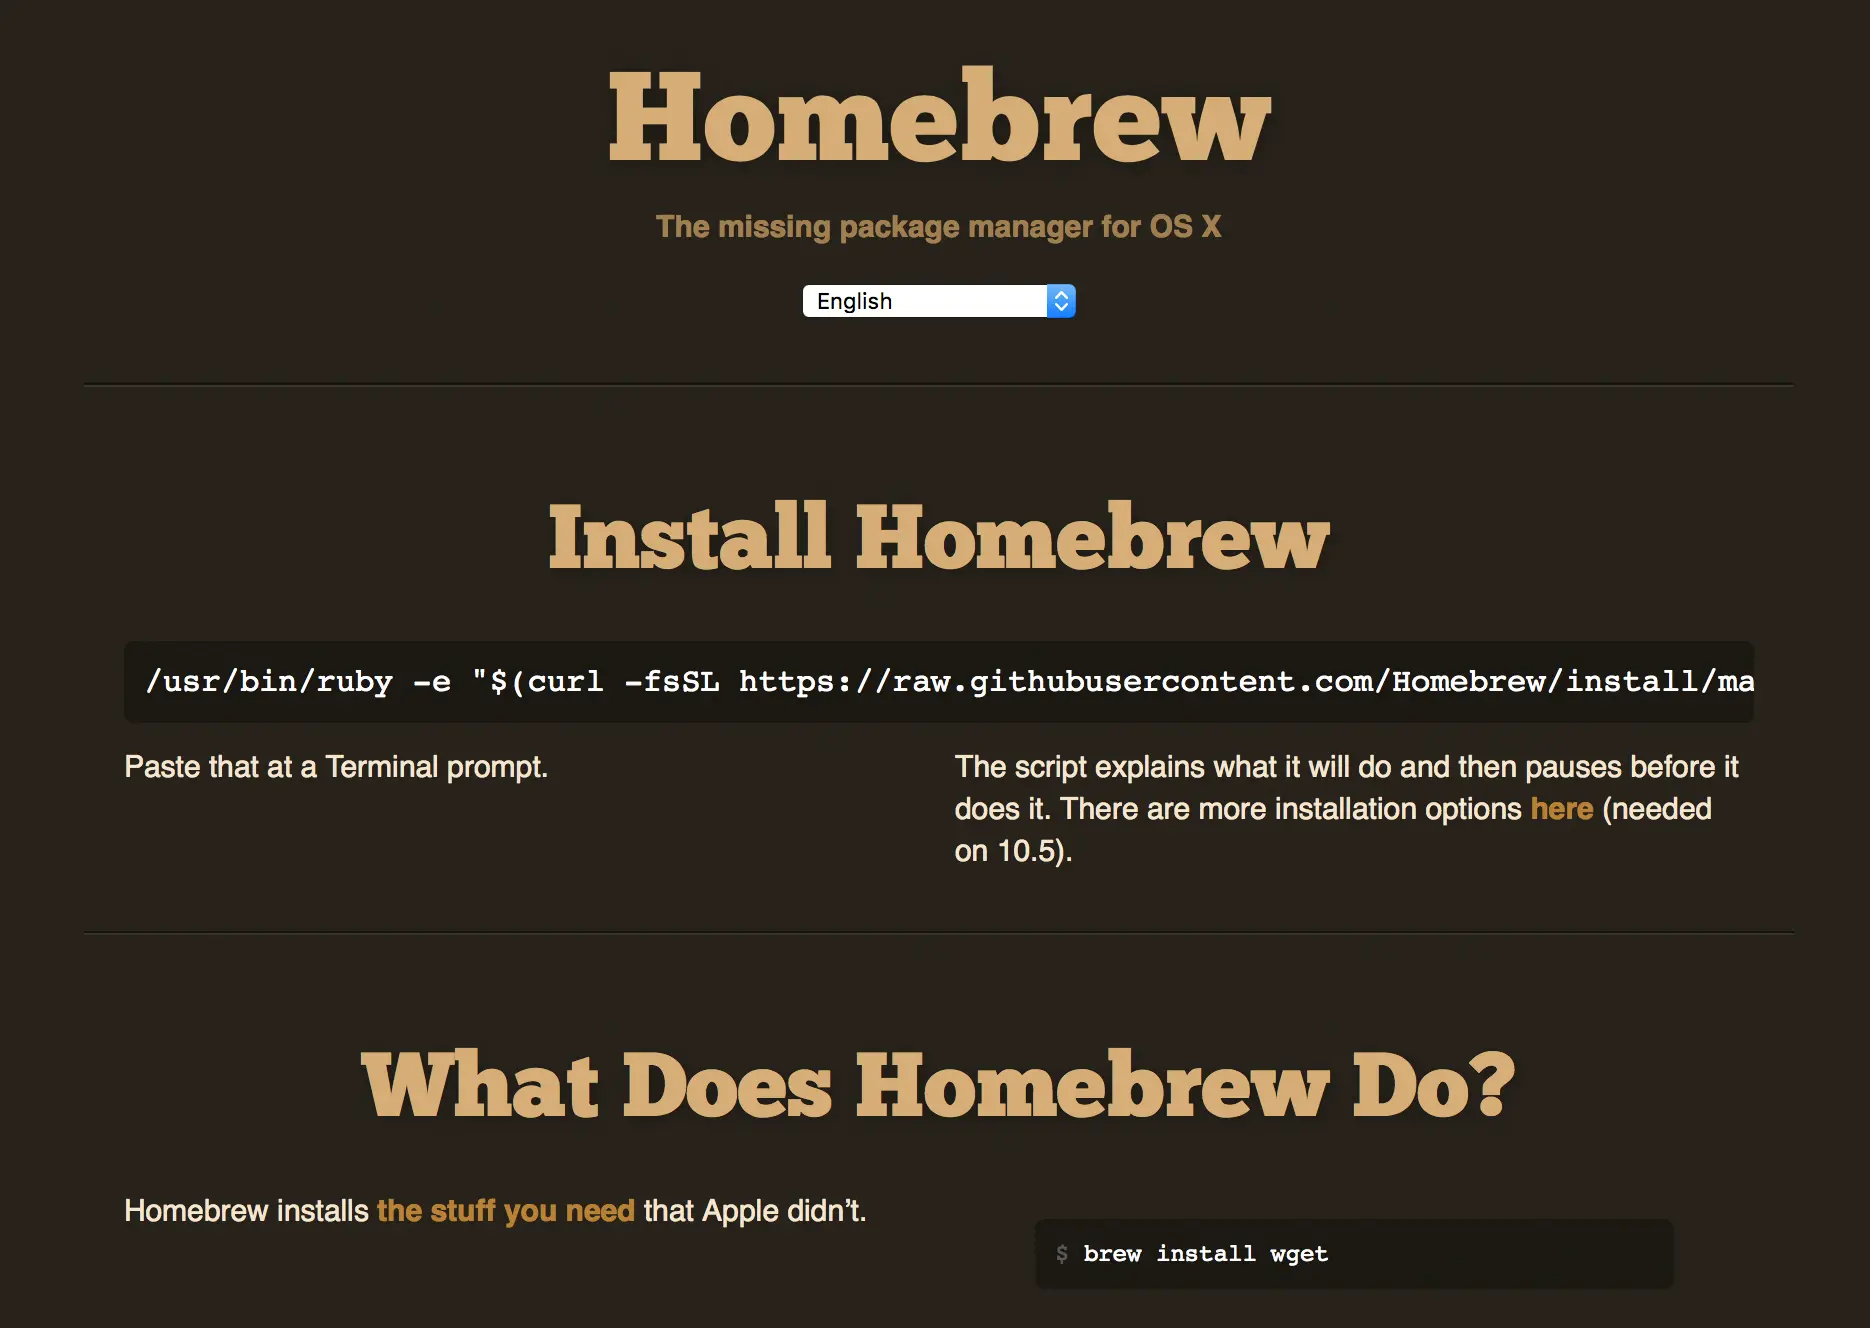 Homebrew
The missing package manager for OS X
English
Install Homebrew
/usr/bin/ruby -e "$(curl -fsSL https://raw.githubusercontent.com/Homebrew/install/ma
Paste that at a Terminal prompt.
The script explains what it will do and then pauses before it
does it. There are more installation options here (needed
on 10.5).
What Does Homebrew Do?
Homebrew installs the stuff you need that Apple didn’t.
$ brew install wget